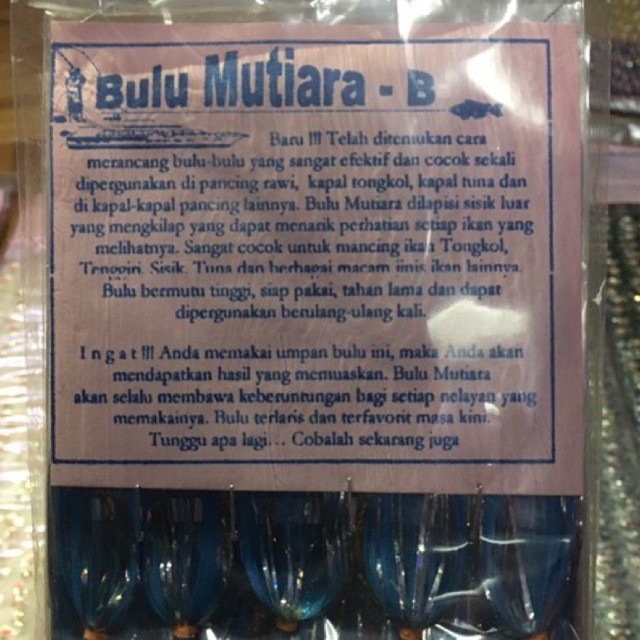 Bulu Mutiara - B
Baru !!! Telah ditemukan cara
merancang bulu-bulu yang sangat efektif dan cocok sekali
dipergunakan di pancing rawi, kapal tongkol, kapal tuna dan
di kapal-kapal pancing lainnya. Bulu Mutiara dilapisi sisik luar
yang mengkilap yang dapat menarik perhatian setiap ikan yang
melihatnya. Sangat cocok untuk mancing ikan Tongkol,
Tenggiri, Sisik, Tuna dan berbagai macam jinis ikan lainnya.
Bulu bermutu tinggi, siap pakai, tahan lama dan dapat
dipergunakan berulang-ulang kali.
I n g a t !!! Anda memakai umpan bulu ini, maka Anda akan
mendapatkan hasil yang memuaskan. Bulu Mutiara
akan selalu membawa keberuntungan bagi setiap nelayan yang
memakainya. Bulu terlaris dan terfavorit masa kini.
Tunggu apa lagi... Cobalah sekarang juga